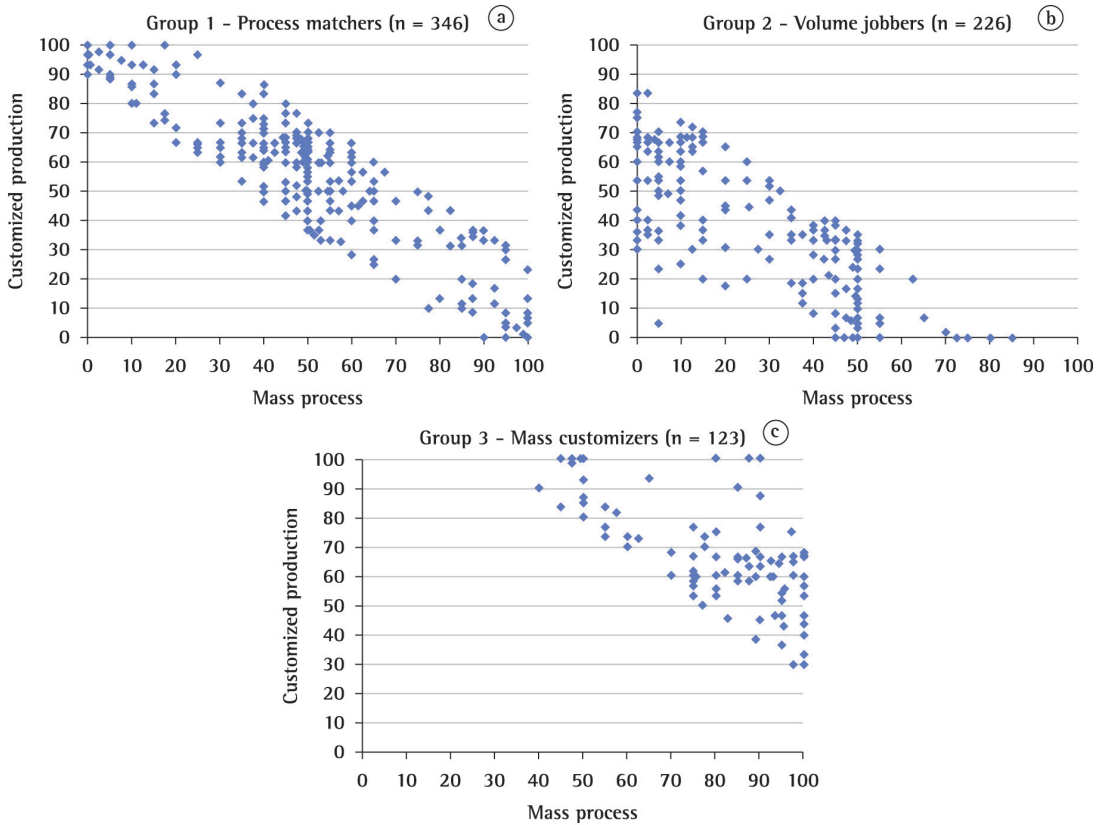 Group 1 - Process matchers (n = 346)
a
100
90
80
70
60
50
40
30
20
10
0
Customized production
0 10 20 30 40 50 60 70 80 90 100
Mass process
Group 2 - Volume jobbers (n = 226)
b
100
90
80
70
60
50
40
30
20
10
0
Customized production
0 10 20 30 40 50 60 70 80 90 100
Mass process
Group 3 - Mass customizers (n = 123)
c
100
90
80
70
60
50
40
30
20
10
0
Customized production
0 10 20 30 40 50 60 70 80 90 100
Mass process